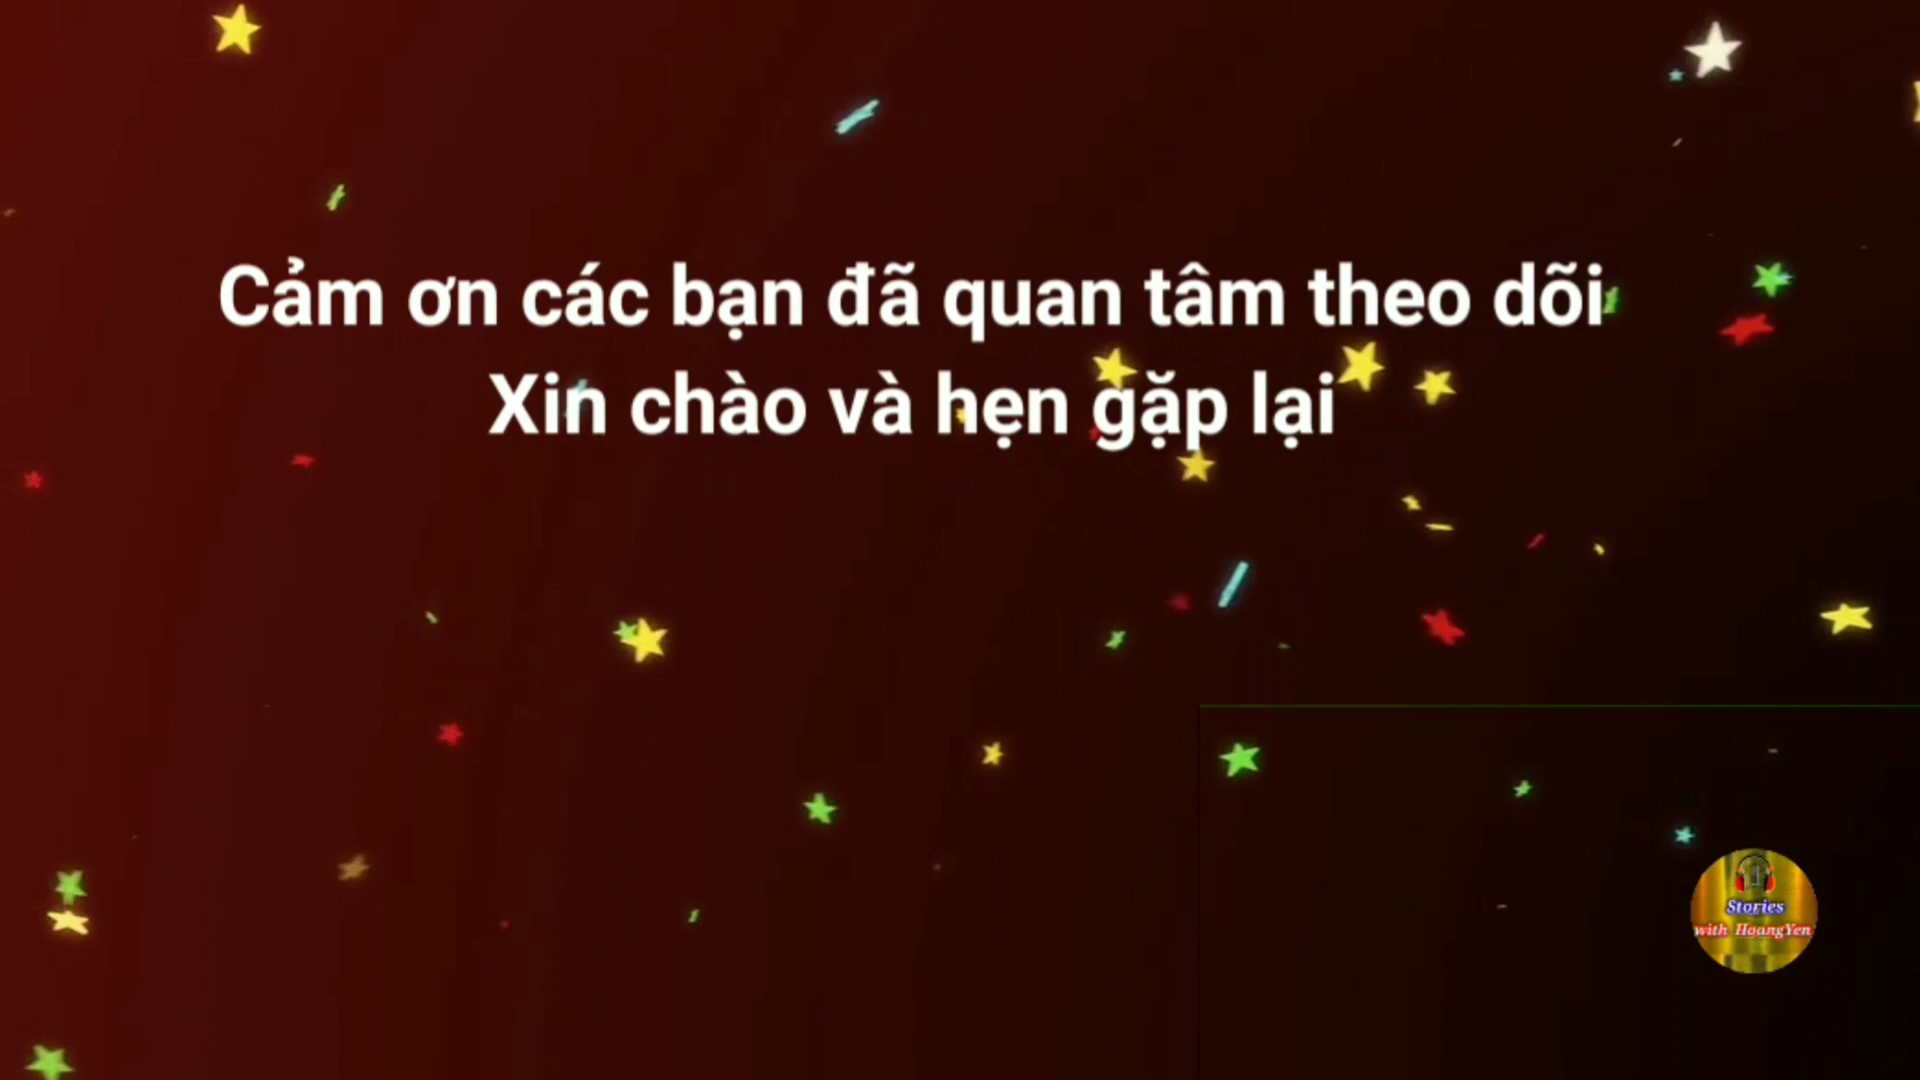 Cảm ơn các bạn đã quan tâm theo dõi
Xin chào và hẹn gặp lại
Stories
with HoangYen